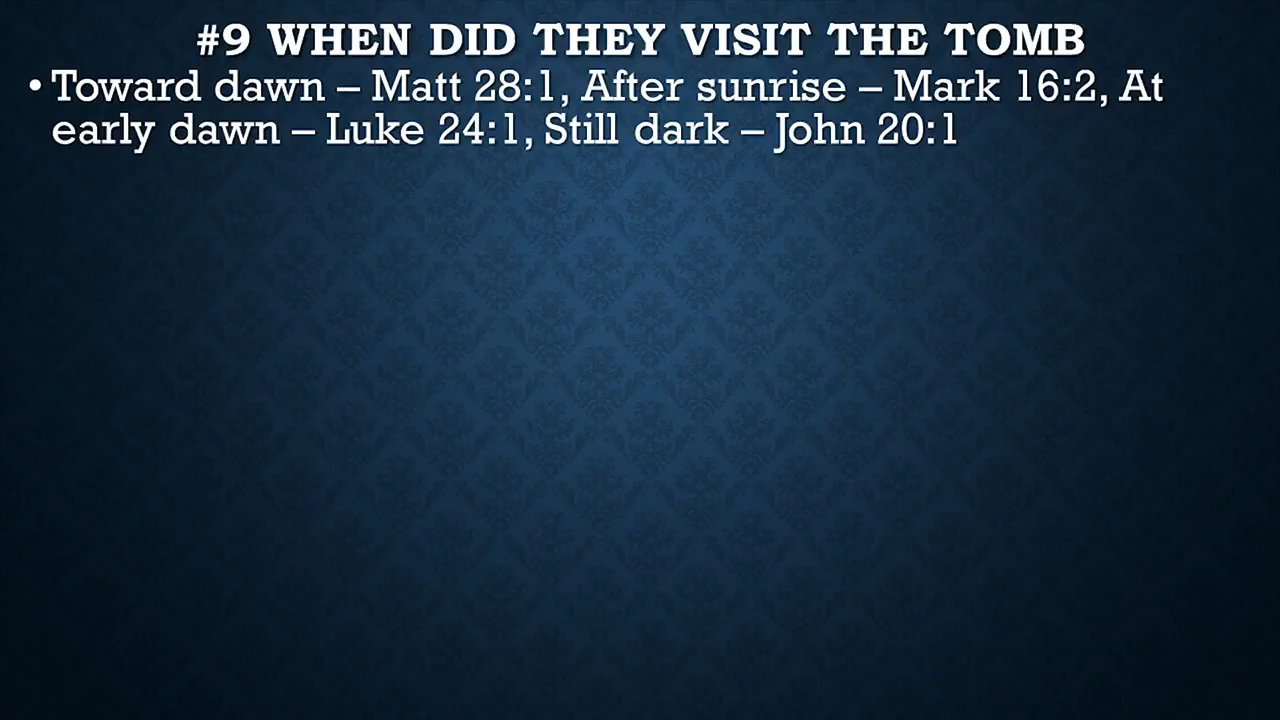 #9 WHEN DID THEY VISIT THE TOMB
• Toward dawn – Matt 28:1, After sunrise – Mark 16:2, At
early dawn – Luke 24:1, Still dark – John 20:1